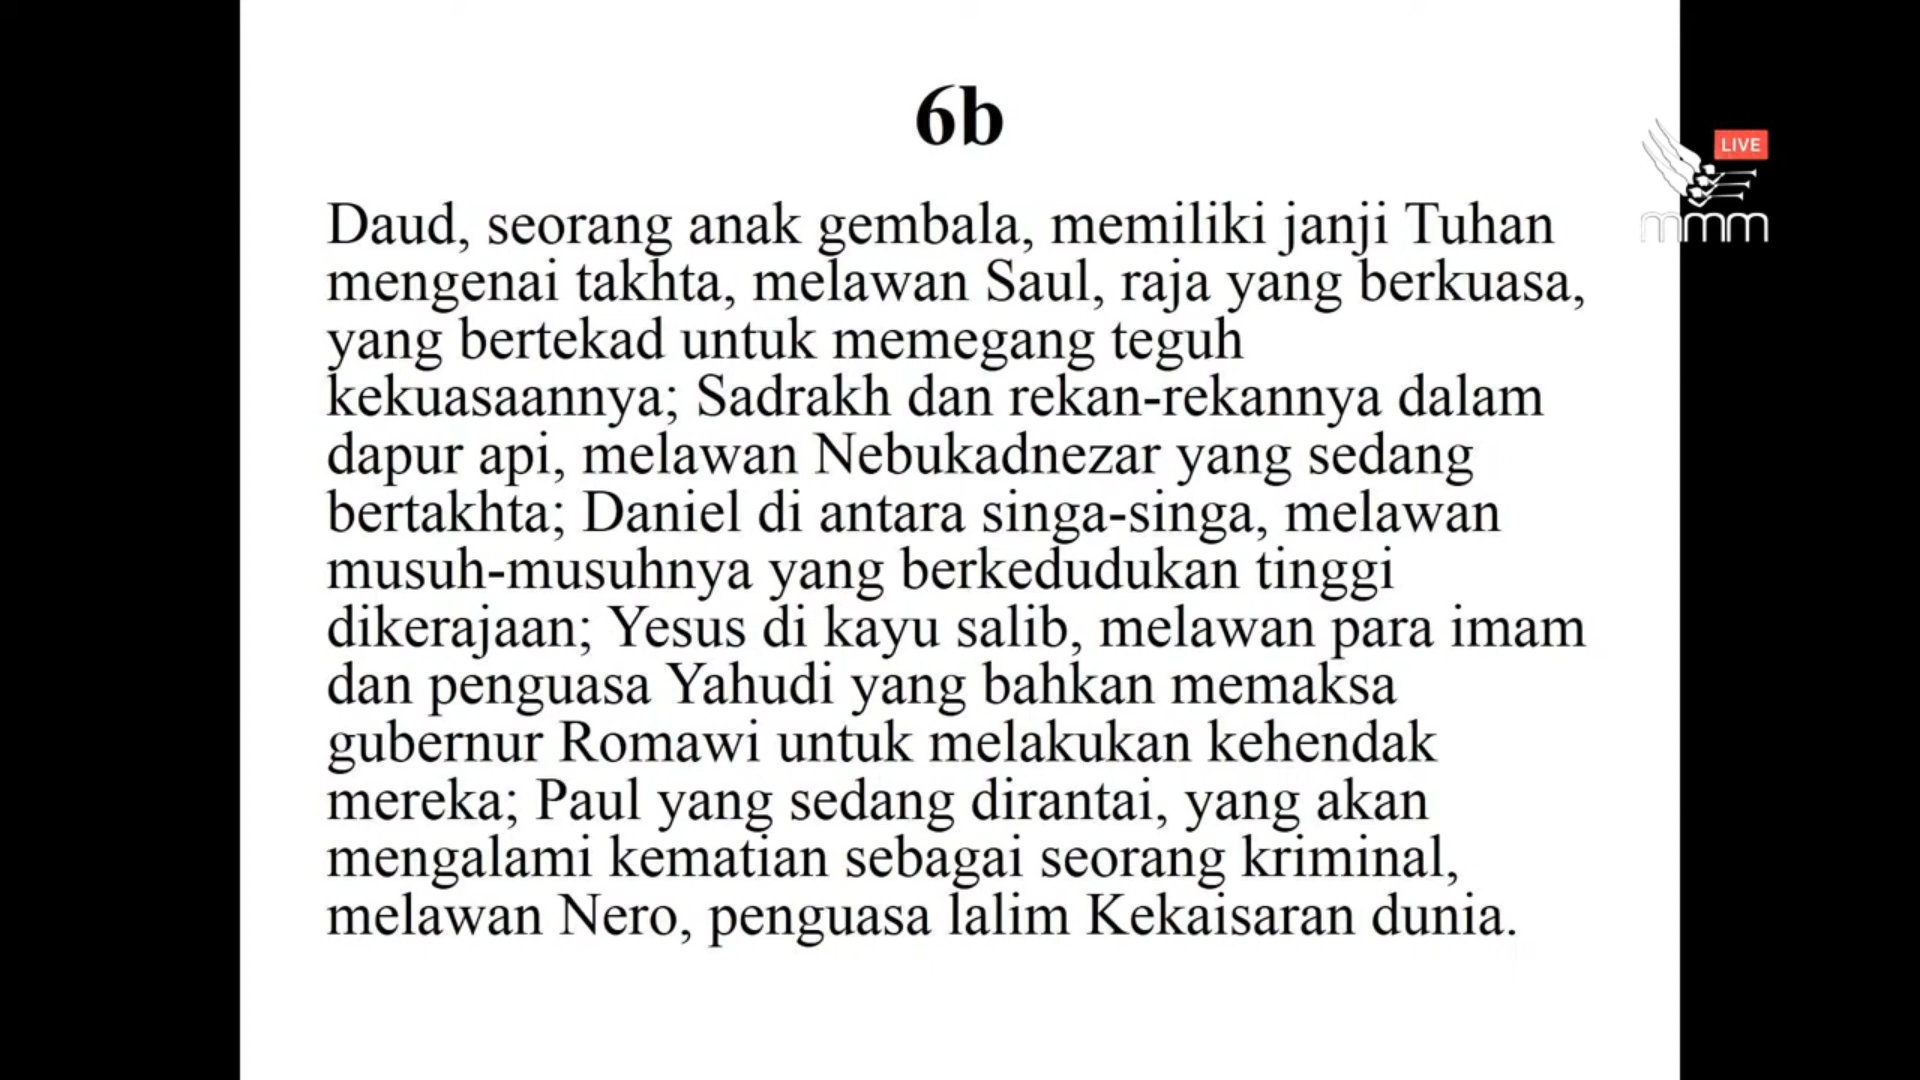 6b
LIVE
mmm
Daud, seorang anak gembala, memiliki janji Tuhan
mengenai takhta, melawan Saul, raja yang berkuasa,
yang bertekad untuk memegang teguh
kekuasaannya; Sadrakh dan rekan-rekannya dalam
dapur api, melawan Nebukadnezar yang sedang
bertakhta; Daniel di antara singa-singa, melawan
musuh-musuhnya yang berkedudukan tinggi
dikerajaan; Yesus di kayu salib, melawan para imam
dan penguasa Yahudi yang bahkan memaksa
gubernur Romawi untuk melakukan kehendak
mereka; Paul yang sedang dirantai, yang akan
mengalami kematian sebagai seorang kriminal,
melawan Nero, penguasa lalim Kekaisaran dunia.